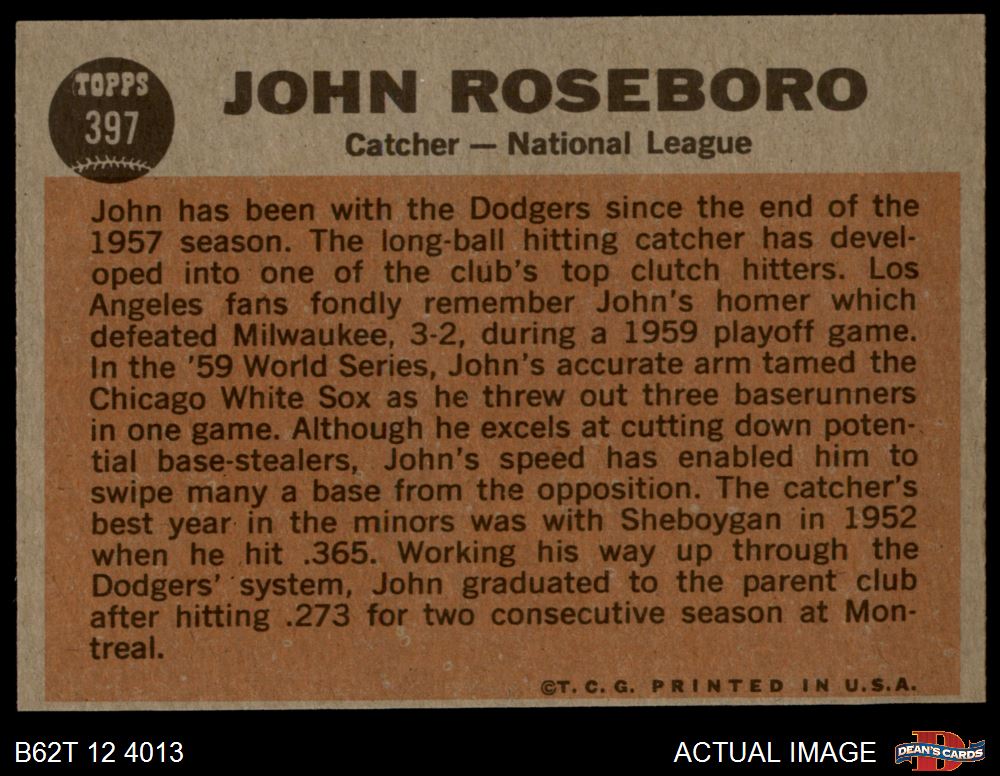 TOPPS
397
JOHN ROSEBORO
Catcher — National League
John has been with the Dodgers since the end of the
1957 season. The long-ball hitting catcher has devel-
oped into one of the club's top clutch hitters. Los
Angeles fans fondly remember John's homer which
defeated Milwaukee, 3-2, during a 1959 playoff game.
In the '59 World Series, John's accurate arm tamed the
Chicago White Sox as he threw out three baserunners
in one game. Although he excels at cutting down poten-
tial base-stealers, John's speed has enabled him to
swipe many a base from the opposition. The catcher's
best year in the minors was with Sheboygan in 1952
when he hit .365. Working his way up through the
Dodgers' system, John graduated to the parent club
after hitting .273 for two consecutive season at Mon-
treal.
©T. C. G. PRINTED IN U.S.A.
B62T 12 4013
ACTUAL IMAGE
D
DEAN'S CARDS